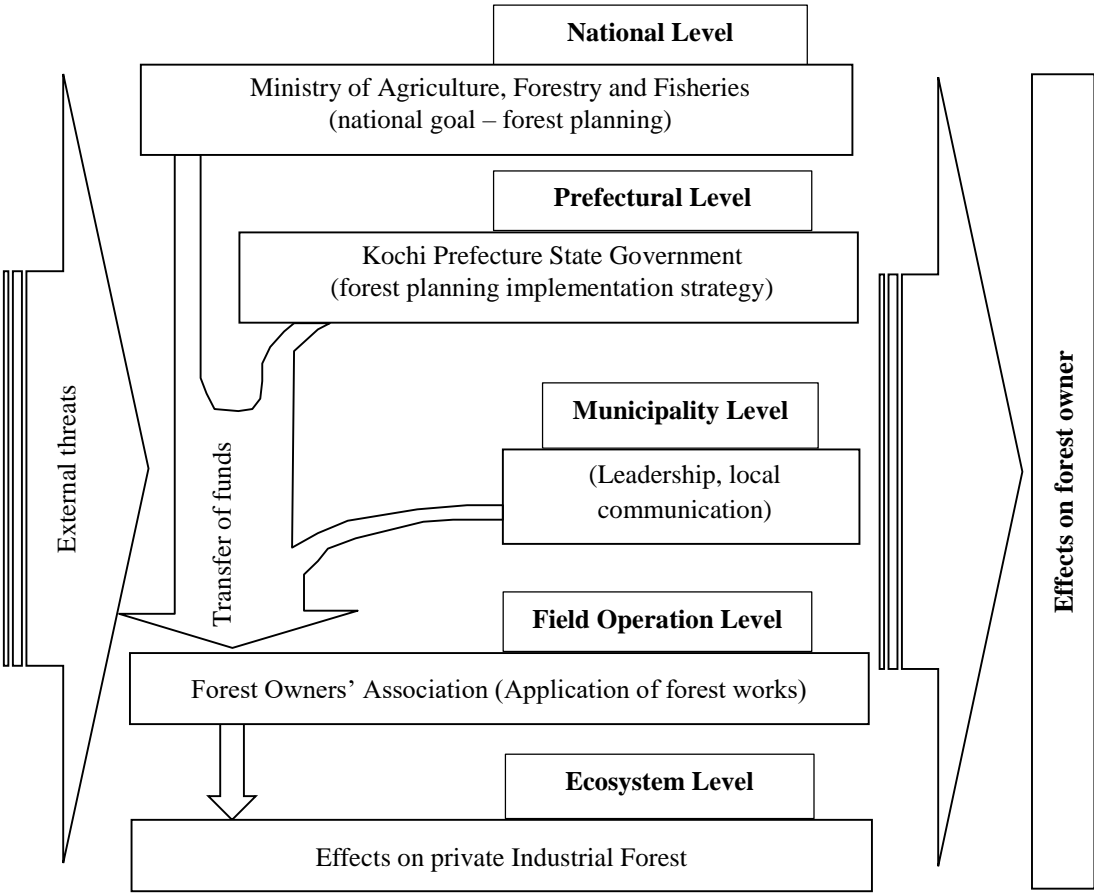 National Level
Ministry of Agriculture, Forestry and Fisheries
(national goal – forest planning)
Prefectural Level
Kochi Prefecture State Government
(forest planning implementation strategy)
Municipality Level
(Leadership, local
communication)
External threats
Transfer of funds
Effects on forest owner
Field Operation Level
Forest Owners’ Association (Application of forest works)
Ecosystem Level
Effects on private Industrial Forest